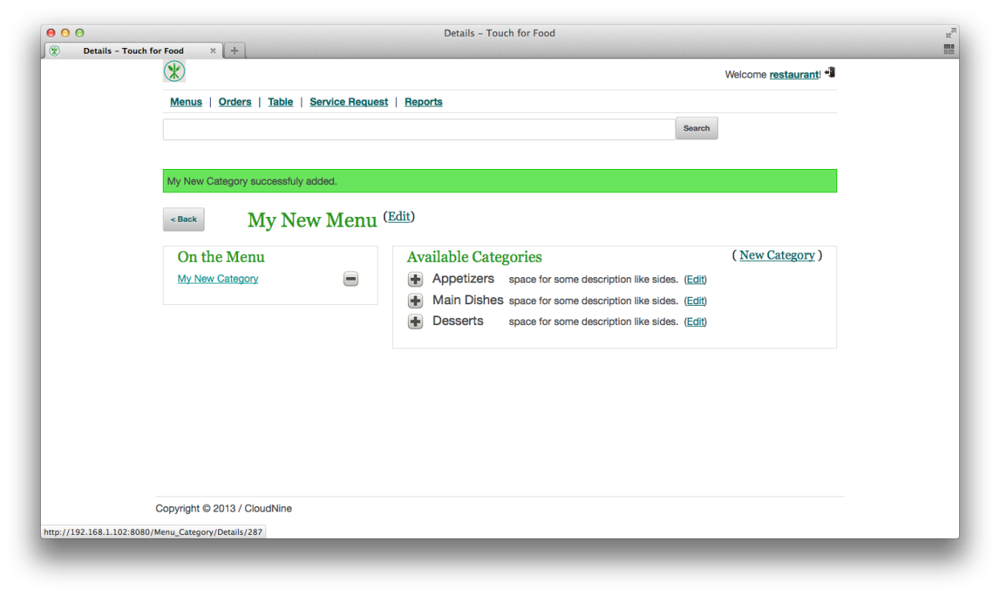 Details – Touch for Food
Details – Touch for Food
Welcome restaurant!
Menus | Orders | Table | Service Request | Reports
Search
My New Category successfuly added.
< Back
My New Menu (Edit)
On the Menu
My New Category
Available Categories
( New Category )
Appetizers space for some description like sides. (Edit)
Main Dishes space for some description like sides. (Edit)
Desserts space for some description like sides. (Edit)
Copyright © 2013 / CloudNine
http://192.168.1.102:8080/Menu_Category/Details/287